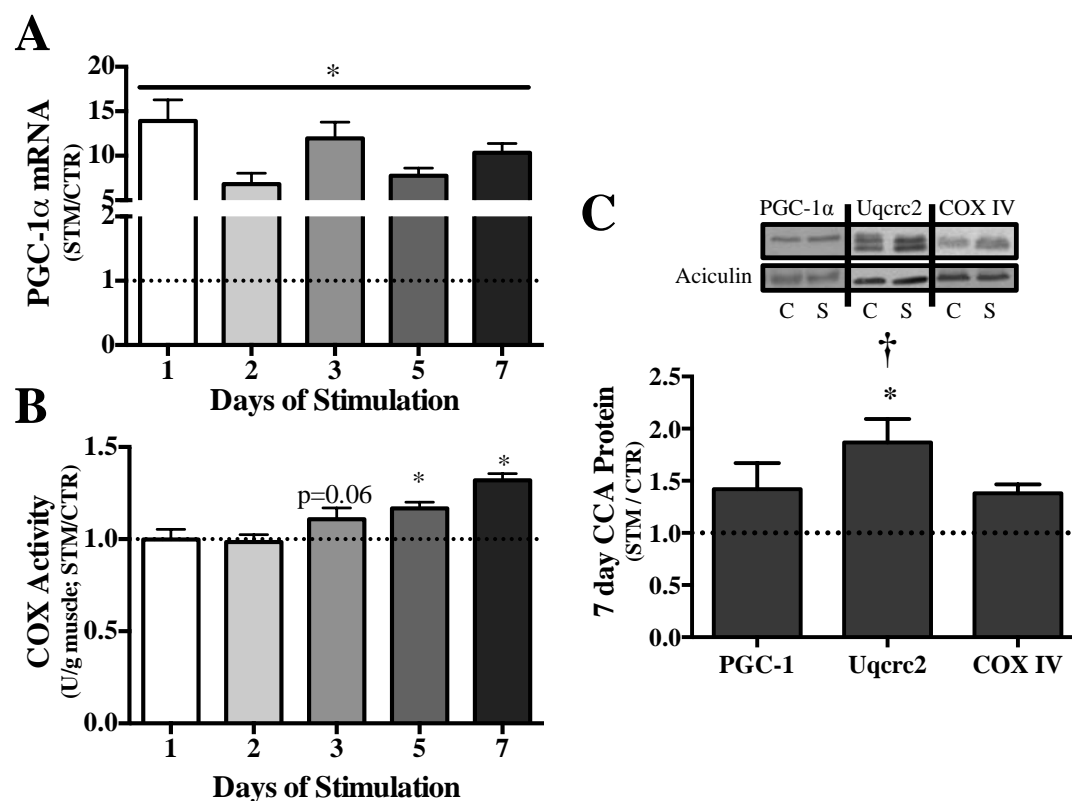 A
PGC-1α mRNA
(STM/CTR)
20
15
10
5
2
1
0
*
1 2 3 5 7
Days of Stimulation
B
COX Activity
(U/g muscle; STM/CTR)
1.5
1.0
0.5
0.0
p=0.06
*
*
1 2 3 5 7
Days of Stimulation
C
PGC-1α Uqcrc2 COX IV
Aciculin
C S C S C S
†
*
7 day CCA Protein
(STM / CTR)
2.5
2.0
1.5
1.0
0.5
0.0
PGC-1 Uqcrc2 COX IV